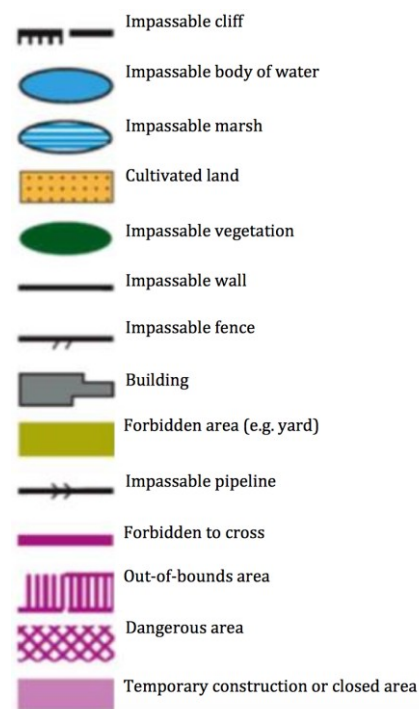 Impassable cliff
Impassable body of water
Impassable marsh
Cultivated land
Impassable vegetation
Impassable wall
Impassable fence
Building
Forbidden area (e.g. yard)
Impassable pipeline
Forbidden to cross
Out-of-bounds area
Dangerous area
Temporary construction or closed area